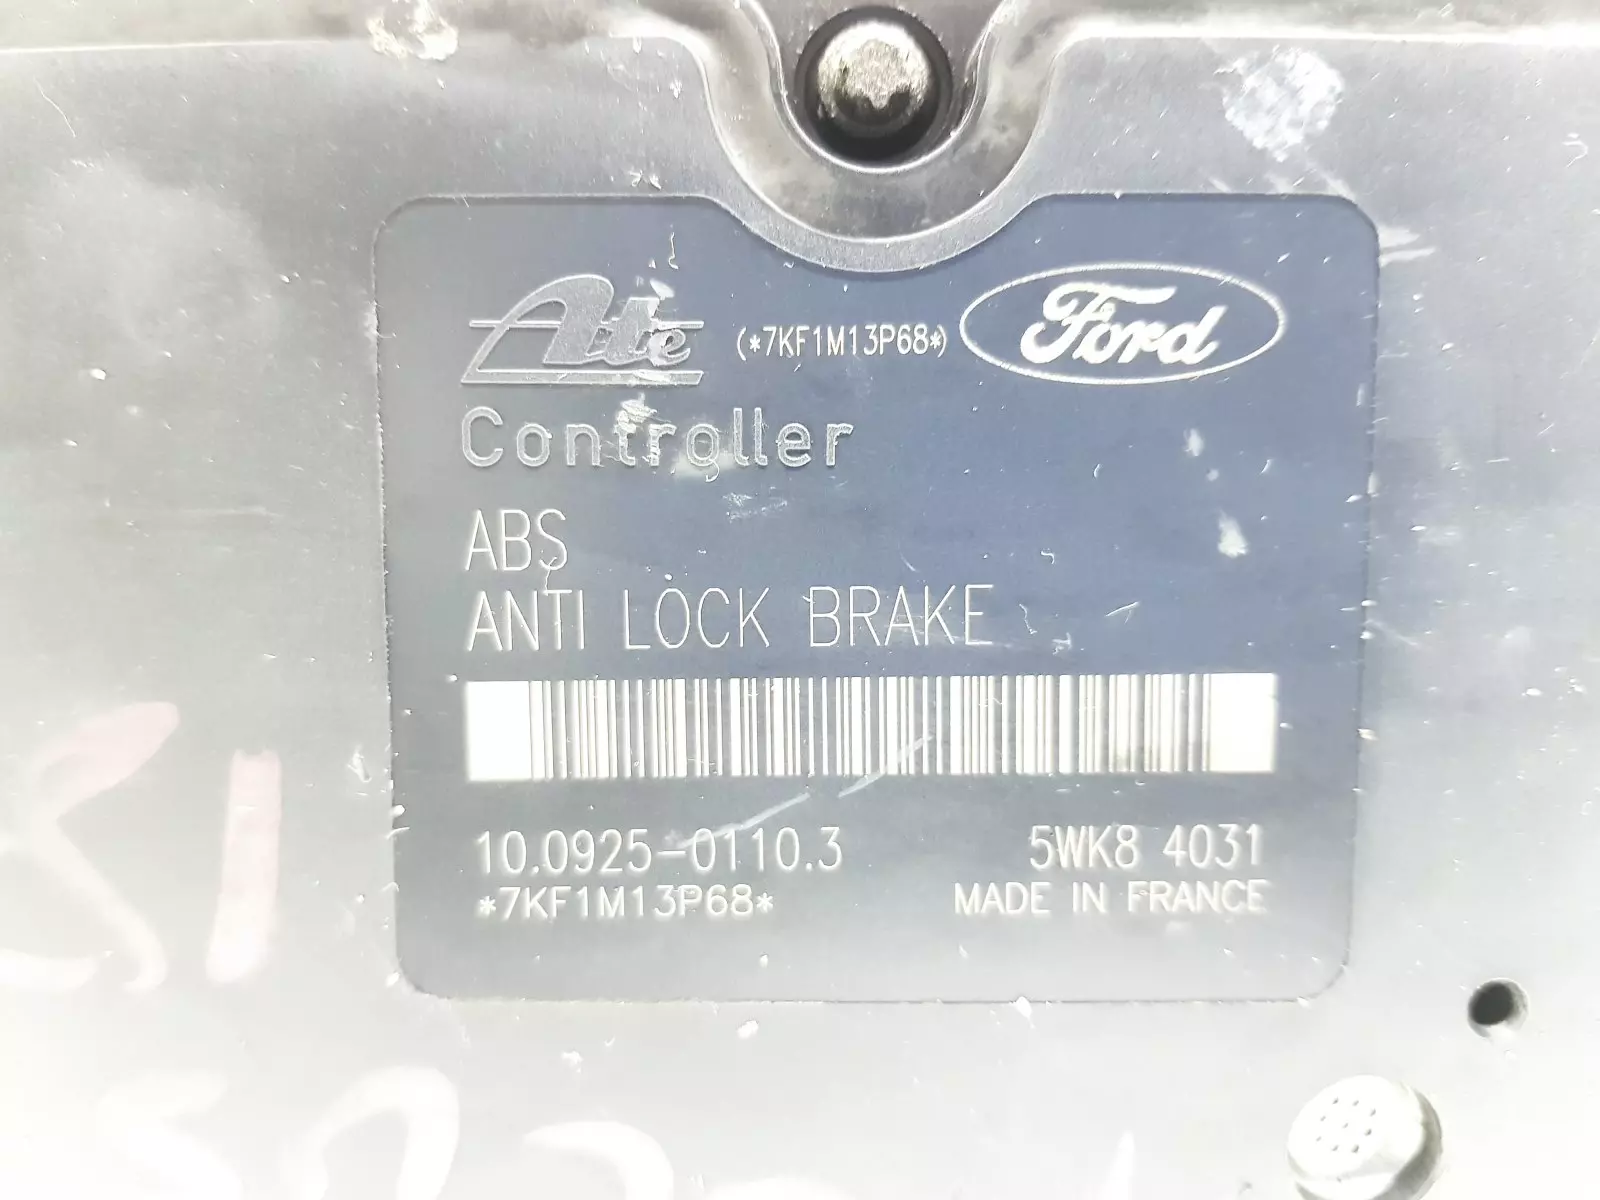 Ate (*7KF1M13P68*) Ford
Controller
ABS
ANTI LOCK BRAKE
10.0925-0110.3 5WK8 4031
*7KF1M13P68* MADE IN FRANCE